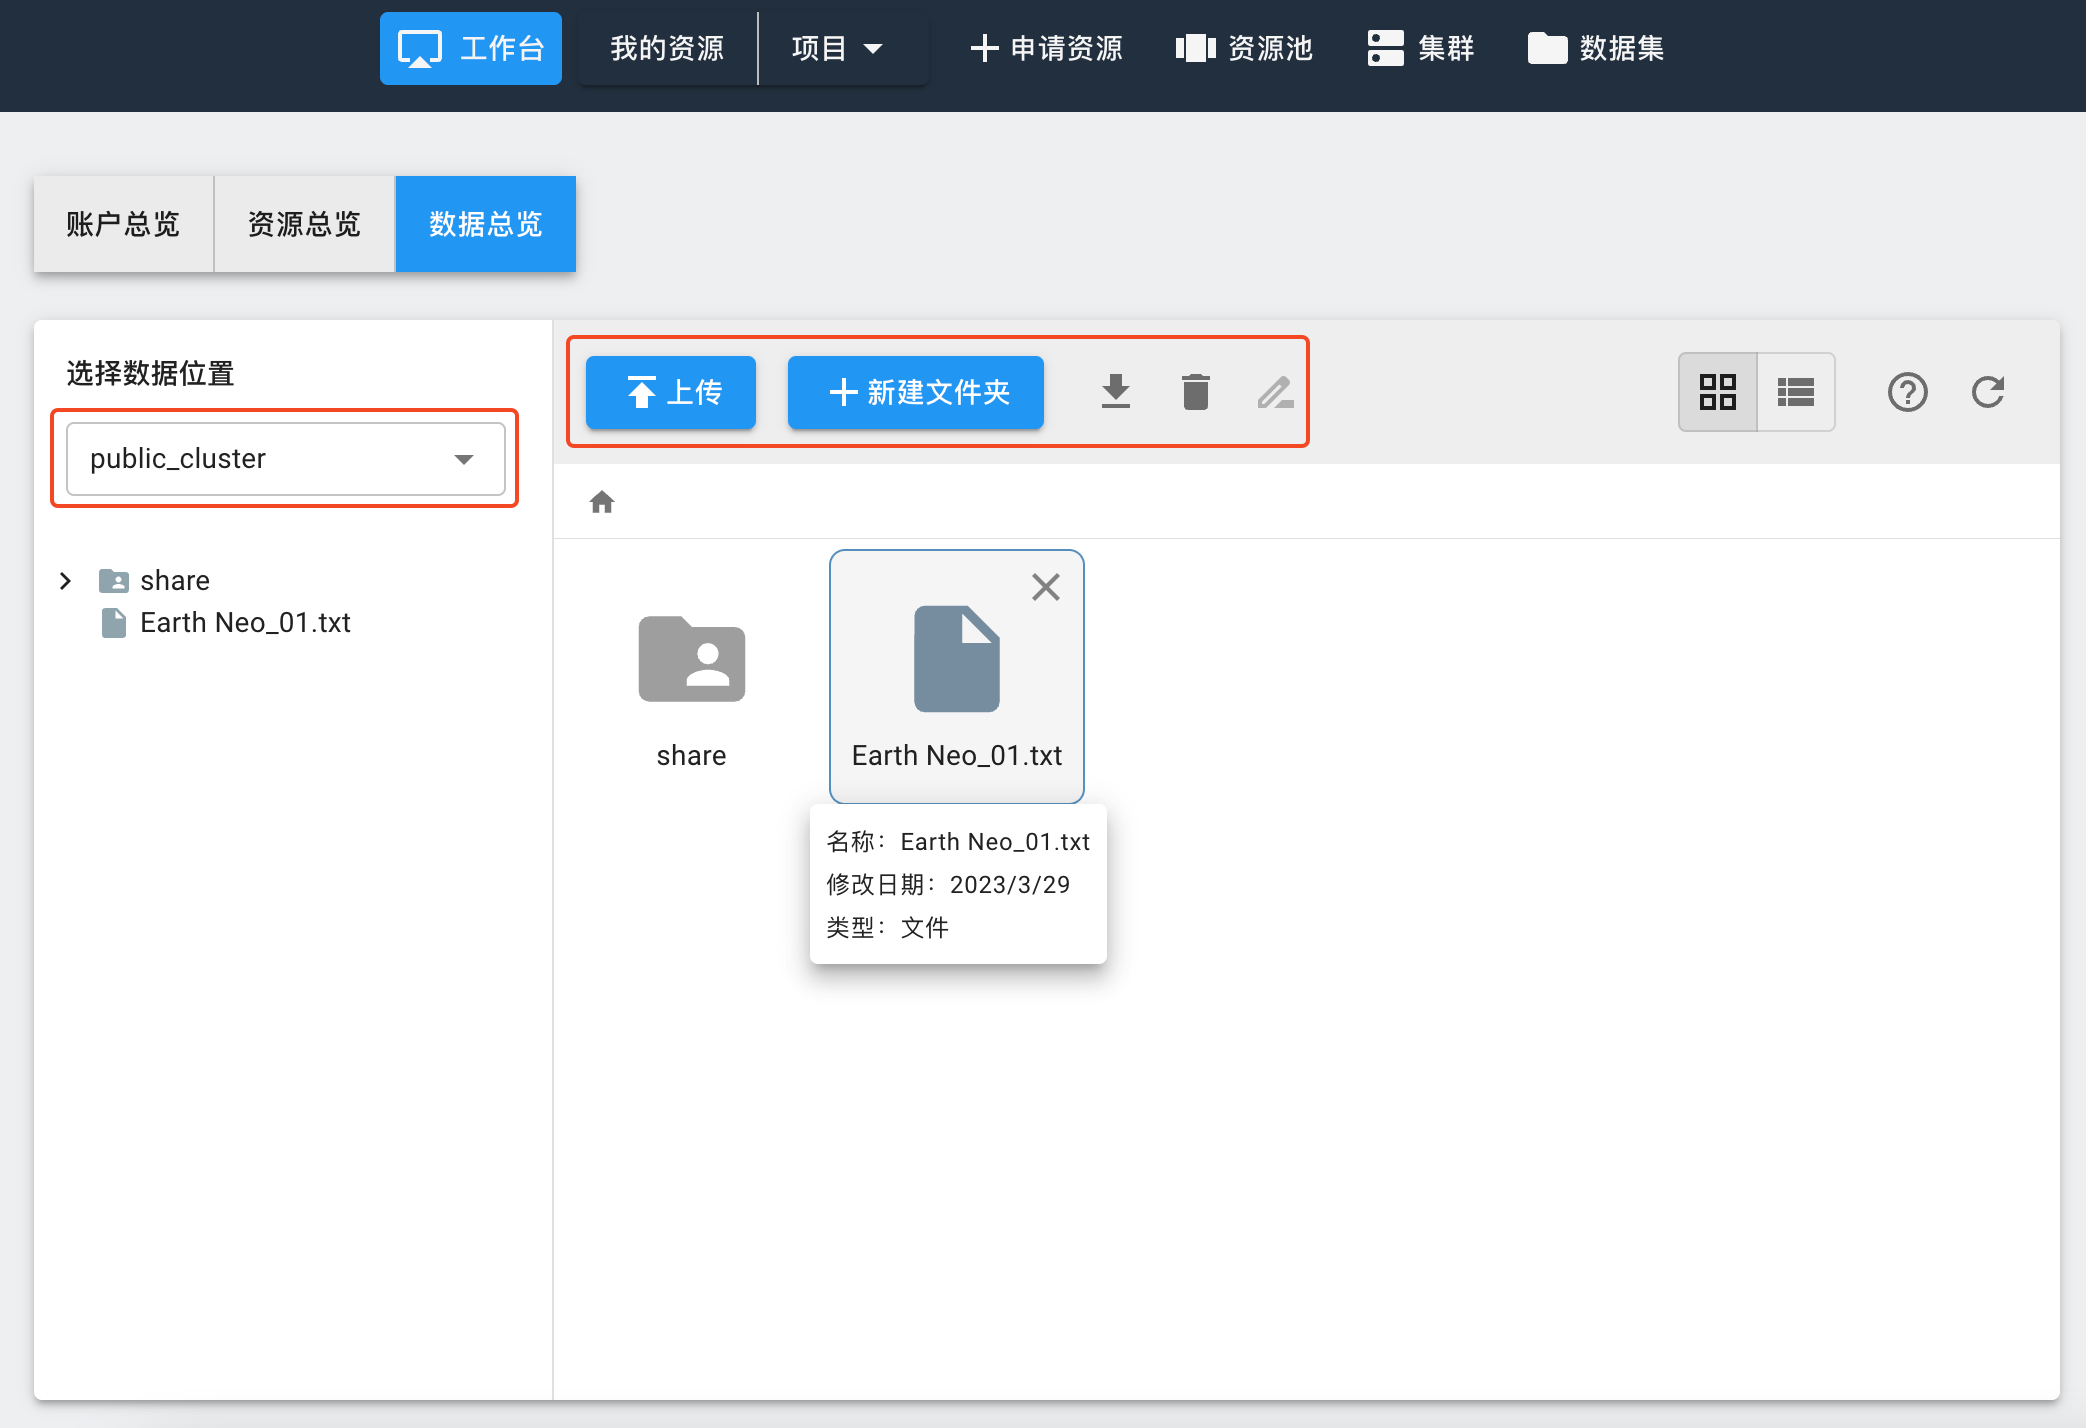 工作台
我的资源
项目
申请资源
资源池
集群
数据集
账户总览
资源总览
数据总览
选择数据位置
public_cluster
share
Earth Neo_01.txt
上传
新建文件夹
share
Earth Neo_01.txt
名称：Earth Neo_01.txt
修改日期：2023/3/29
类型：文件